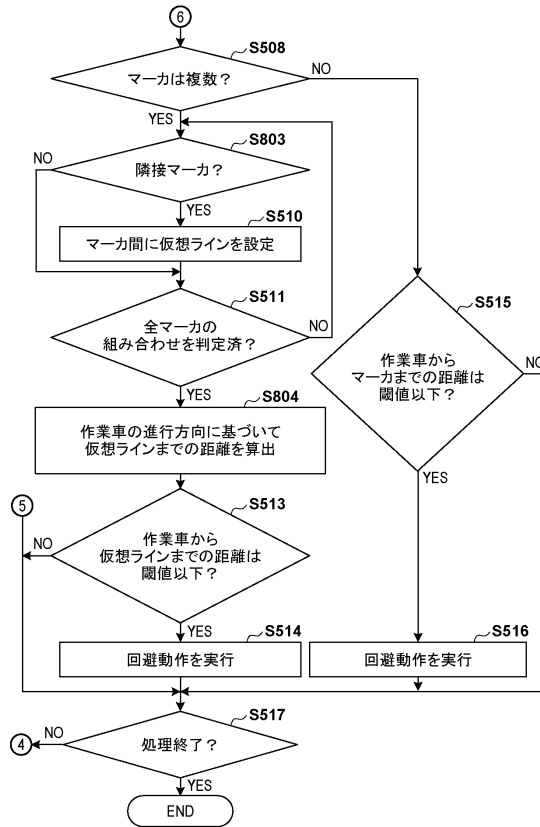 6
S508
マーカは複数？
NO
YES
S803
隣接マーカ？
NO
YES
S510
マーカ間に仮想ラインを設定
S511
全マーカの
組み合わせを判定済？
NO
YES
S515
作業車から
マーカまでの距離は
閾値以下？
NO
YES
S804
作業車の進行方向に基づいて
仮想ラインまでの距離を算出
5
S513
作業車から
仮想ラインまでの距離は
閾値以下？
NO
YES
S514
回避動作を実行
S516
回避動作を実行
S517
処理終了？
NO
4
YES
END